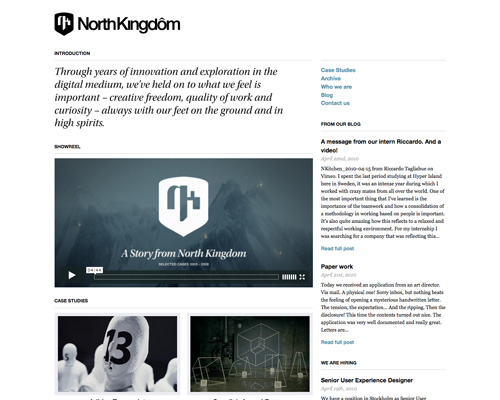 NorthKingdôm
INTRODUCTION
Through years of innovation and exploration in the
digital medium, we've held on to what we feel is
important – creative freedom, quality of work and
curiosity – always with our feet on the ground and in
high spirits.
SHOWREEL
A Story from North Kingdom
SELECTED CASES 2003 - 2008
04:44
CASE STUDIES
13
Case Studies
Archive
Who we are
Blog
Contact us
FROM OUR BLOG
A message from our intern Riccardo. And a
video!
April 22nd, 2010
NKitchen_2010-04-15 from Riccardo Tagliabue on
Vimeo. I spent the last period studying at Hyper Island
here in Sweden, it was an intense year during which I
worked with crazy mates from all over the world. One of
the most important thing that I've learned is the
importance of the teamwork and how a consolidation of
a methodology in working based on people is important.
It's also quite amazing how this reflects to a relaxed and
respectful working environment. For my internship I
was searching for a company that was reflecting this...
Read full post
Paper work
April 21st, 2010
Today we received an application from an art director.
Via mail. A physical one! Sorry inbox, but nothing beats
the feeling of opening a mysterious handwritten letter.
The tension, the expectation... And the ripping. Then the
disclosure! This time the contents turned out nice. The
application was very well documented and really great.
Letters are...
Read full post
WE ARE HIRING
Senior User Experience Designer
April 19th, 2010
We have a position in Stockholm as Senior User